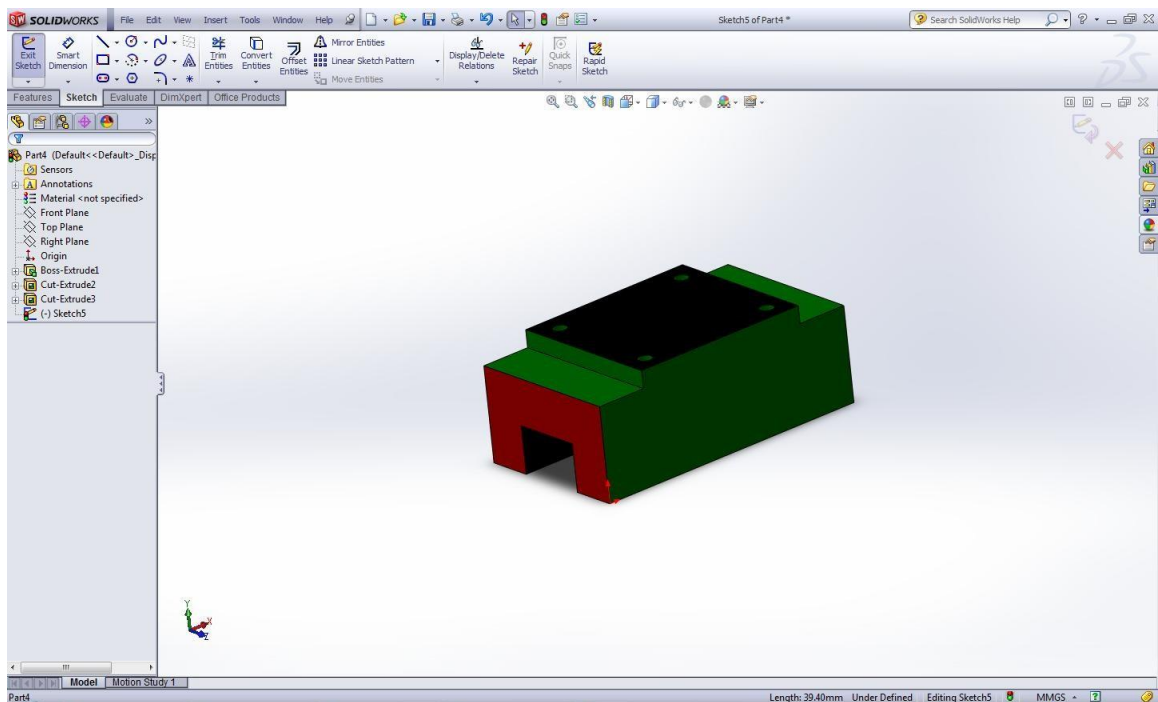 SOLIDWORKS File Edit View Insert Tools Window Help Sketch5 of Part4 * Search SolidWorks Help
Exit Sketch
Smart Dimension
Trim Entities
Convert Entities
Offset Entities
Mirror Entities
Linear Sketch Pattern
Move Entities
Display/Delete Relations
Repair Sketch
Quick Snaps
Rapid Sketch
Features Sketch Evaluate DimXpert Office Products
Part4 (Default<<Default>_Disp
Sensors
A Annotations
Material <not specified>
Front Plane
Top Plane
Right Plane
Origin
Boss-Extrude1
Cut-Extrude2
Cut-Extrude3
(-) Sketch5
Y
X
Z
Model Motion Study 1
Part4 Length: 39.40mm Under Defined Editing Sketch5 MMGS